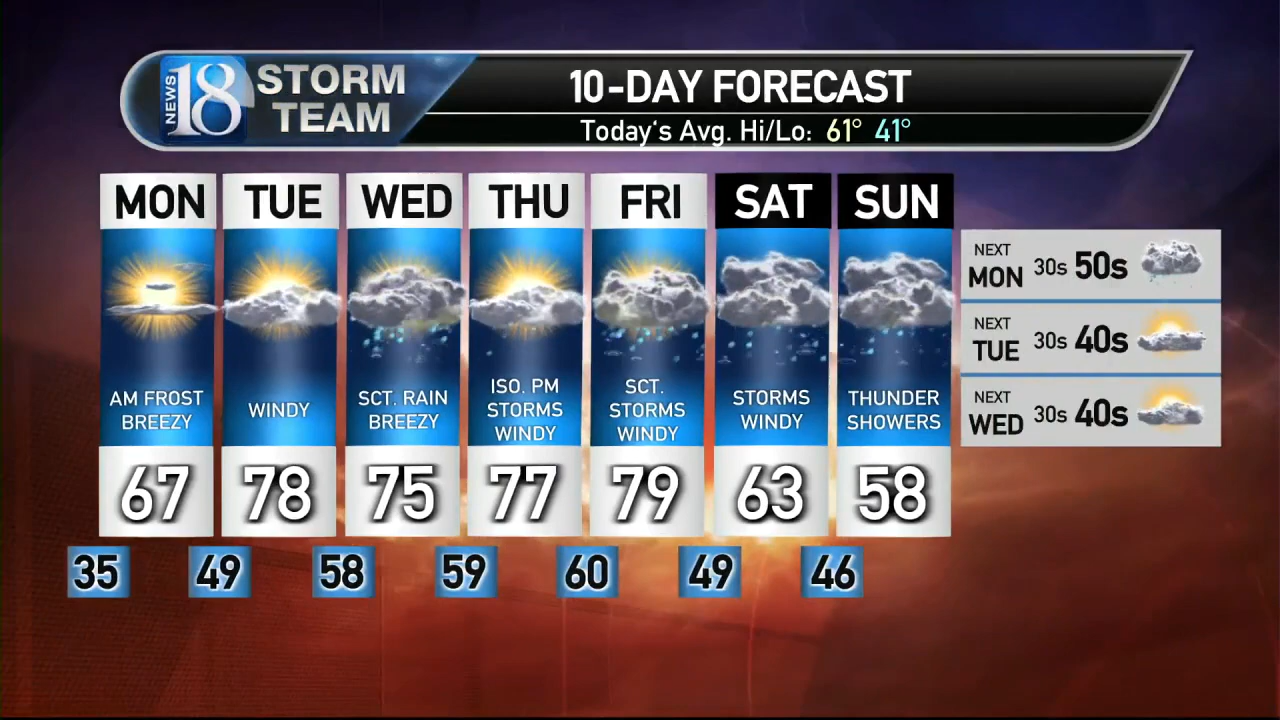 NEWS 18 STORM TEAM
10-DAY FORECAST
Today's Avg. Hi/Lo: 61° 41°
MON TUE WED THU FRI SAT SUN
AM FROST
BREEZY
WINDY
SCT. RAIN
BREEZY
ISO. PM
STORMS
WINDY
SCT.
STORMS
WINDY
STORMS
WINDY
THUNDER
SHOWERS
67 78 75 77 79 63 58
35 49 58 59 60 49 46
NEXT
MON 30s 50s
NEXT
TUE 30s 40s
NEXT
WED 30s 40s